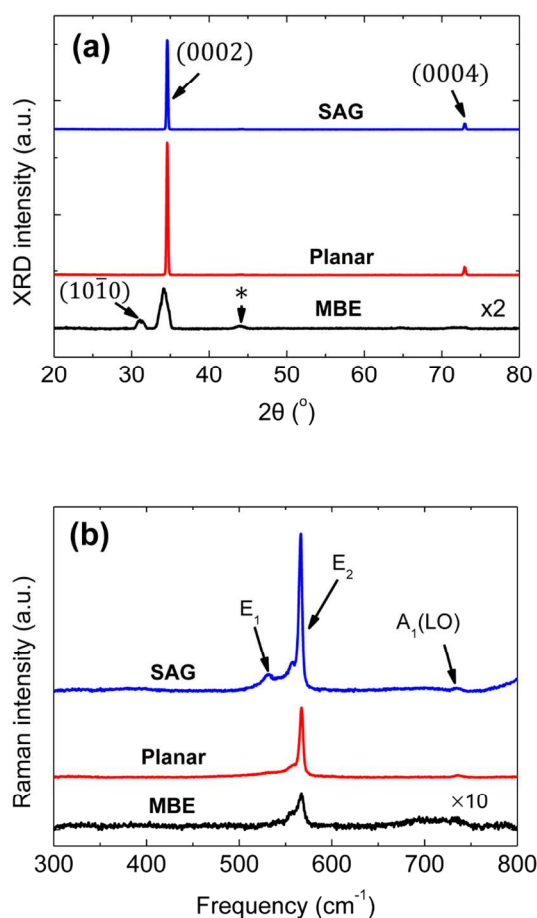 (a)
(0002)
(0004)
SAG
Planar
(101̅0)
*
MBE
x2
XRD intensity (a.u.)
20 30 40 50 60 70 80
2θ (°)
(b)
E₁
E₂
A₁(LO)
SAG
Planar
MBE
×10
Raman intensity (a.u.)
300 400 500 600 700 800
Frequency (cm⁻¹)